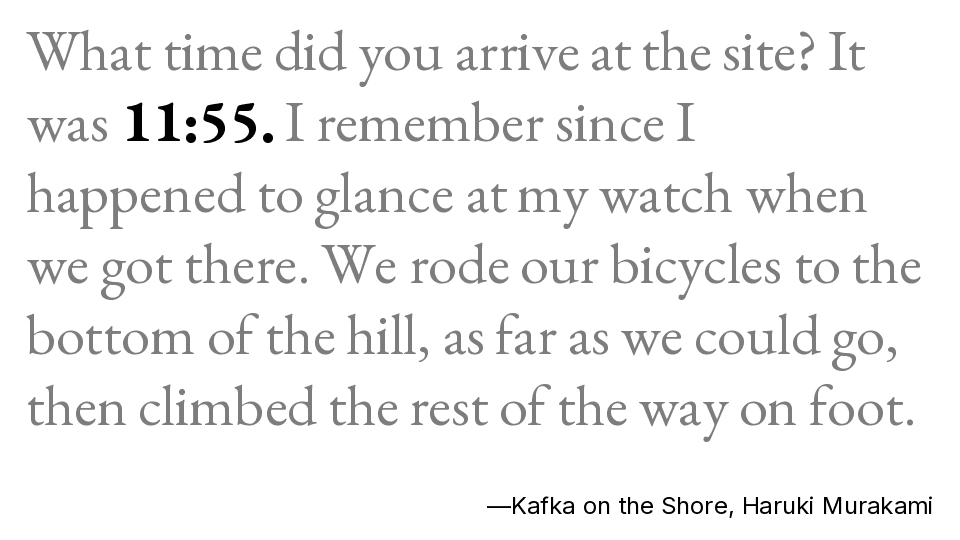 What time did you arrive at the site? It
was 11:55. I remember since I
happened to glance at my watch when
we got there. We rode our bicycles to the
bottom of the hill, as far as we could go,
then climbed the rest of the way on foot.
—Kafka on the Shore, Haruki Murakami